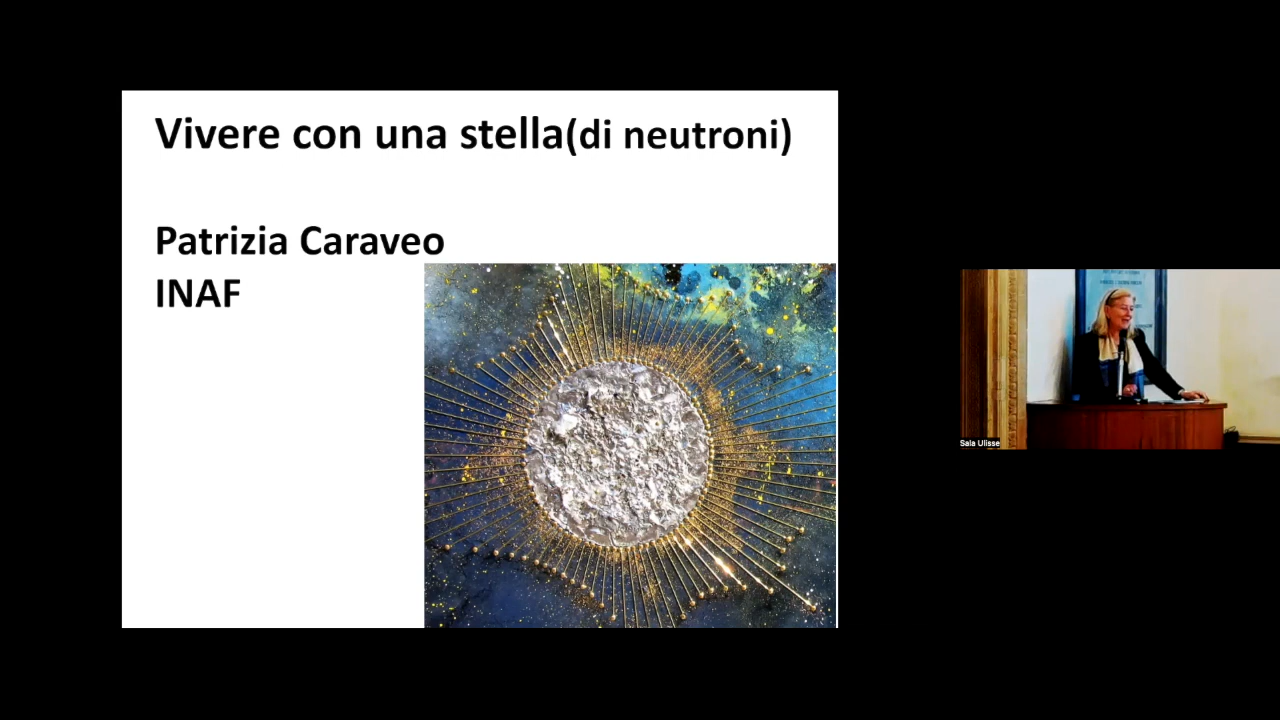 Vivere con una stella(di neutroni)
Patrizia Caraveo
INAF
Sala Ulisse